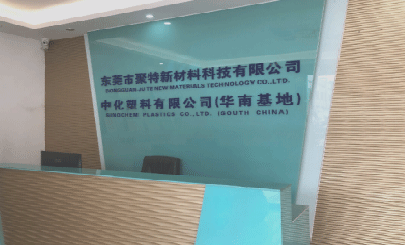 东莞市聚特新材料科技有限公司
DONGGUAN JUTE NEW MATERIALS TECHNOLOGY CO.,LTD.
中化塑料有限公司(华南基地)
SINOCHEM PLASTICS CO., LTD. (SOUTH CHINA)